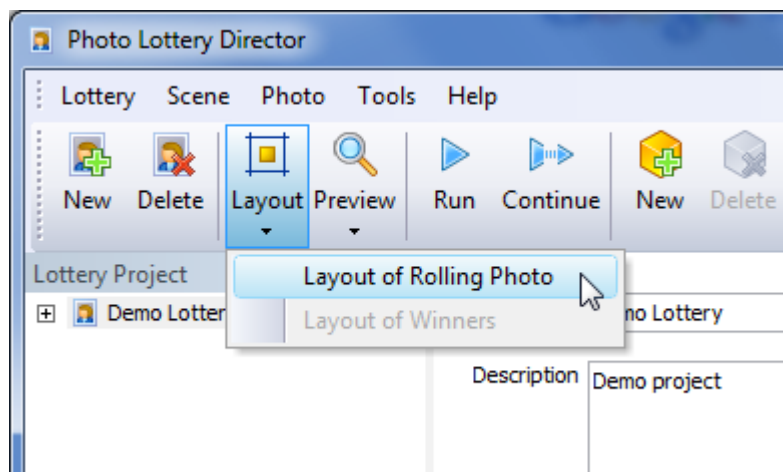 Photo Lottery Director
Lottery Scene Photo Tools Help
New Delete Layout Preview Run Continue New Delete
Lottery Project
Layout of Rolling Photo
Demo Lotter
mo Lottery
Layout of Winners
Description Demo project